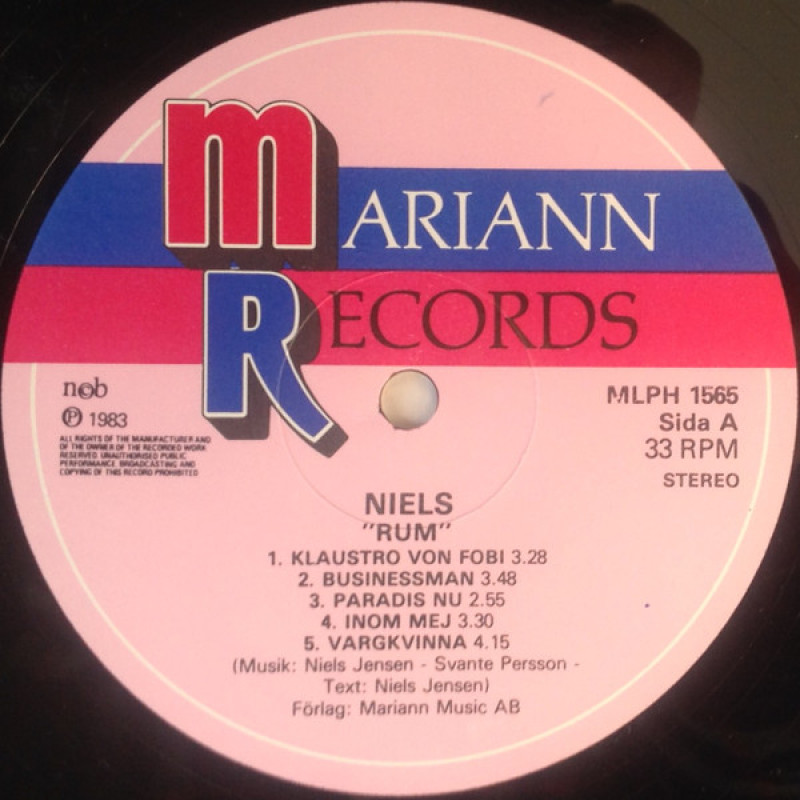 MARIANN
RECORDS
n©b
℗ 1983
ALL RIGHTS OF THE MANUFACTURER AND
OF THE OWNER OF THE RECORDED WORK
RESERVED UNAUTHORISED PUBLIC
PERFORMANCE BROADCASTING AND
COPYING OF THIS RECORD PROHIBITED
MLPH 1565
Sida A
33 RPM
STEREO
NIELS
"RUM"
1. KLAUSTRO VON FOBI 3.28
2. BUSINESSMAN 3.48
3. PARADIS NU 2.55
4. INOM MEJ 3.30
5. VARGKVINNA 4.15
(Musik: Niels Jensen - Svante Persson -
Text: Niels Jensen)
Förlag: Mariann Music AB